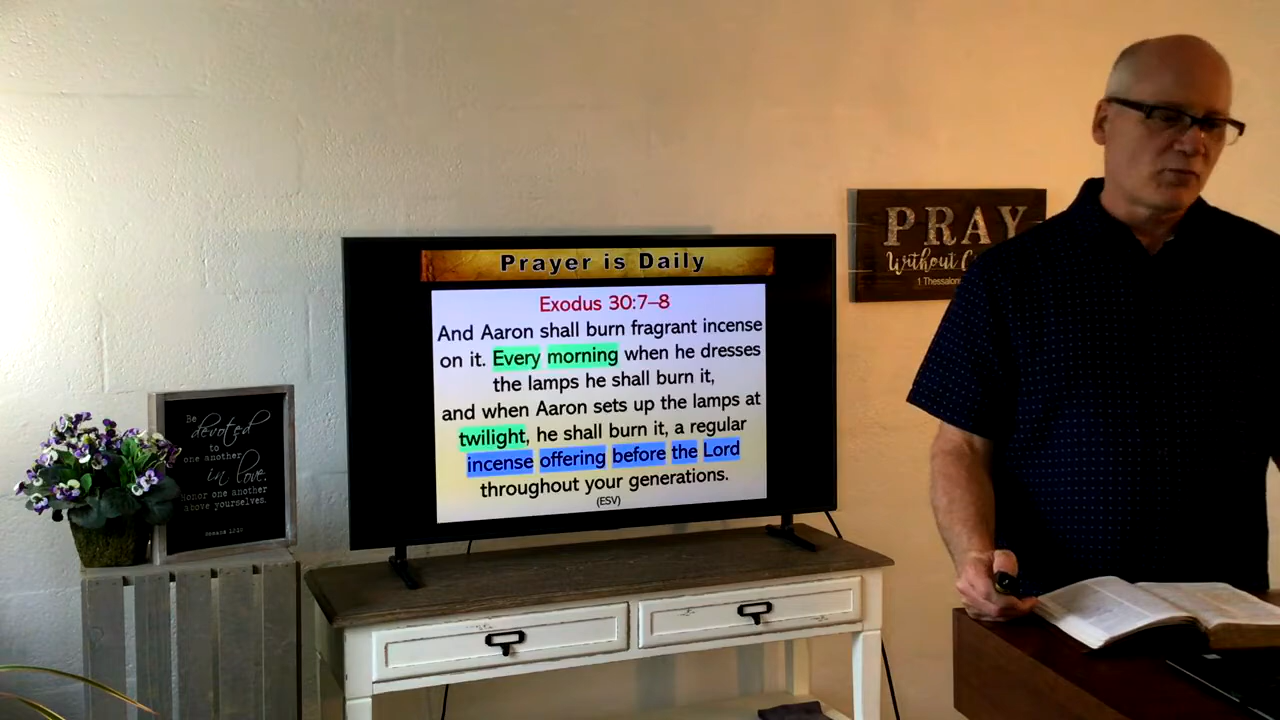 Prayer is Daily
Exodus 30:7–8
And Aaron shall burn fragrant incense
on it. Every morning when he dresses
the lamps he shall burn it,
and when Aaron sets up the lamps at
twilight, he shall burn it, a regular
incense offering before the Lord
throughout your generations.
(ESV)
PRAY
Without
1
Be
devoted
to
one another
in love.
Honor one another
above yourselves.
Romans 12:10